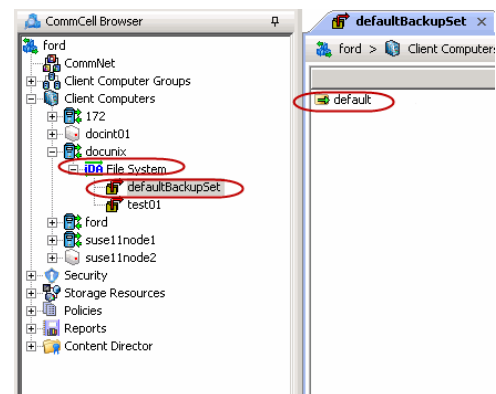 CommCell Browser
ford
CommNet
Client Computer Groups
Client Computers
172
docint01
docunix
iDA File System
defaultBackupSet
test01
ford
suse11node1
suse11node2
Security
Storage Resources
Policies
Reports
Content Director
defaultBackupSet ×
ford > Client Computers
default